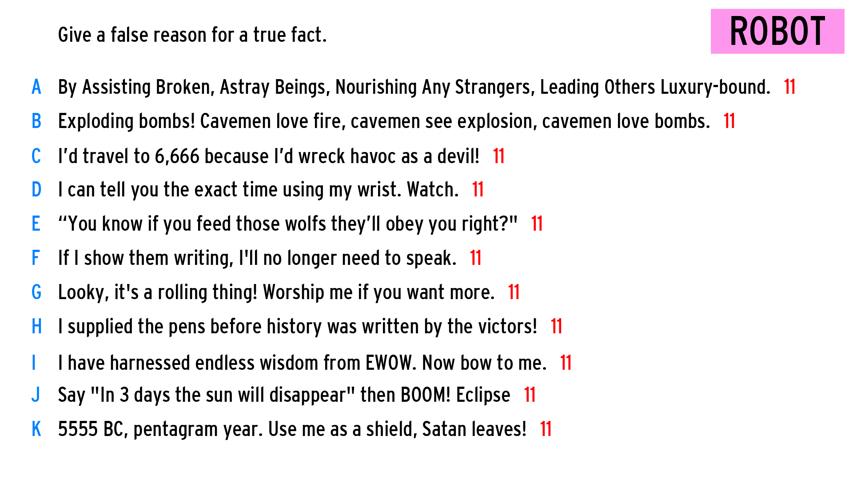 Give a false reason for a true fact.
ROBOT
A By Assisting Broken, Astray Beings, Nourishing Any Strangers, Leading Others Luxury-bound. 11
B Exploding bombs! Cavemen love fire, cavemen see explosion, cavemen love bombs. 11
C I'd travel to 6,666 because I'd wreck havoc as a devil! 11
D I can tell you the exact time using my wrist. Watch. 11
E “You know if you feed those wolfs they'll obey you right?" 11
F If I show them writing, I'll no longer need to speak. 11
G Looky, it's a rolling thing! Worship me if you want more. 11
H I supplied the pens before history was written by the victors! 11
I I have harnessed endless wisdom from EWOW. Now bow to me. 11
J Say "In 3 days the sun will disappear" then BOOM! Eclipse 11
K 5555 BC, pentagram year. Use me as a shield, Satan leaves! 11